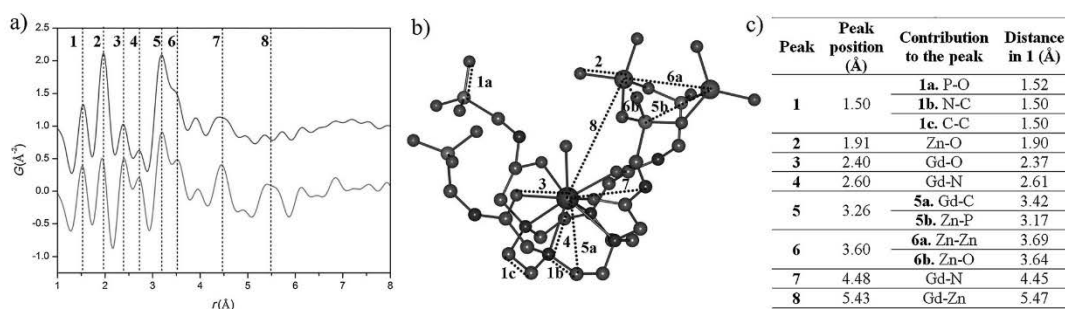 a)
1 2 3 4 5 6 7 8
2.5
2.0
1.5
1.0
0.5
0.0
-0.5
-1.0
G(Å⁻²)
1 2 3 4 5 6 7 8
r(Å)
b)
1a
2
6a
6b
5b
8
3
7
4
5a
1c
1b
c)
Peak Peak position (Å) Contribution to the peak Distance in 1 (Å)
1 1.50 1a. P-O 1.52
1b. N-C 1.50
1c. C-C 1.50
2 1.91 Zn-O 1.90
3 2.40 Gd-O 2.37
4 2.60 Gd-N 2.61
5 3.26 5a. Gd-C 3.42
5b. Zn-P 3.17
6 3.60 6a. Zn-Zn 3.69
6b. Zn-O 3.64
7 4.48 Gd-N 4.45
8 5.43 Gd-Zn 5.47